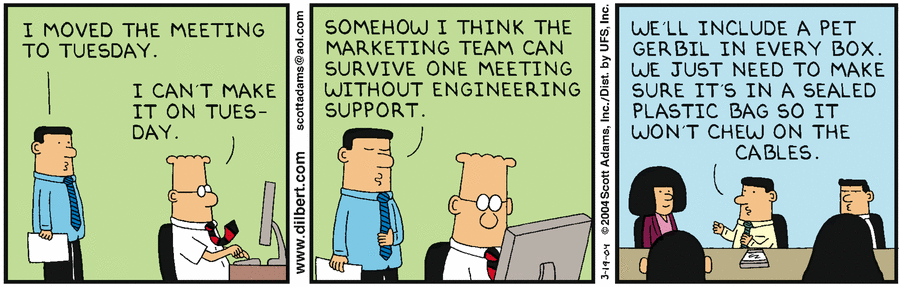 I MOVED THE MEETING
TO TUESDAY.
I CAN'T MAKE
IT ON TUES-
DAY.
www.dilbert.com scottadams@aol.com
SOMEHOW I THINK THE
MARKETING TEAM CAN
SURVIVE ONE MEETING
WITHOUT ENGINEERING
SUPPORT.
3-19-04 © 2004 Scott Adams, Inc./Dist. by UFS, Inc.
WE'LL INCLUDE A PET
GERBIL IN EVERY BOX.
WE JUST NEED TO MAKE
SURE IT'S IN A SEALED
PLASTIC BAG SO IT
WON'T CHEW ON THE
CABLES.